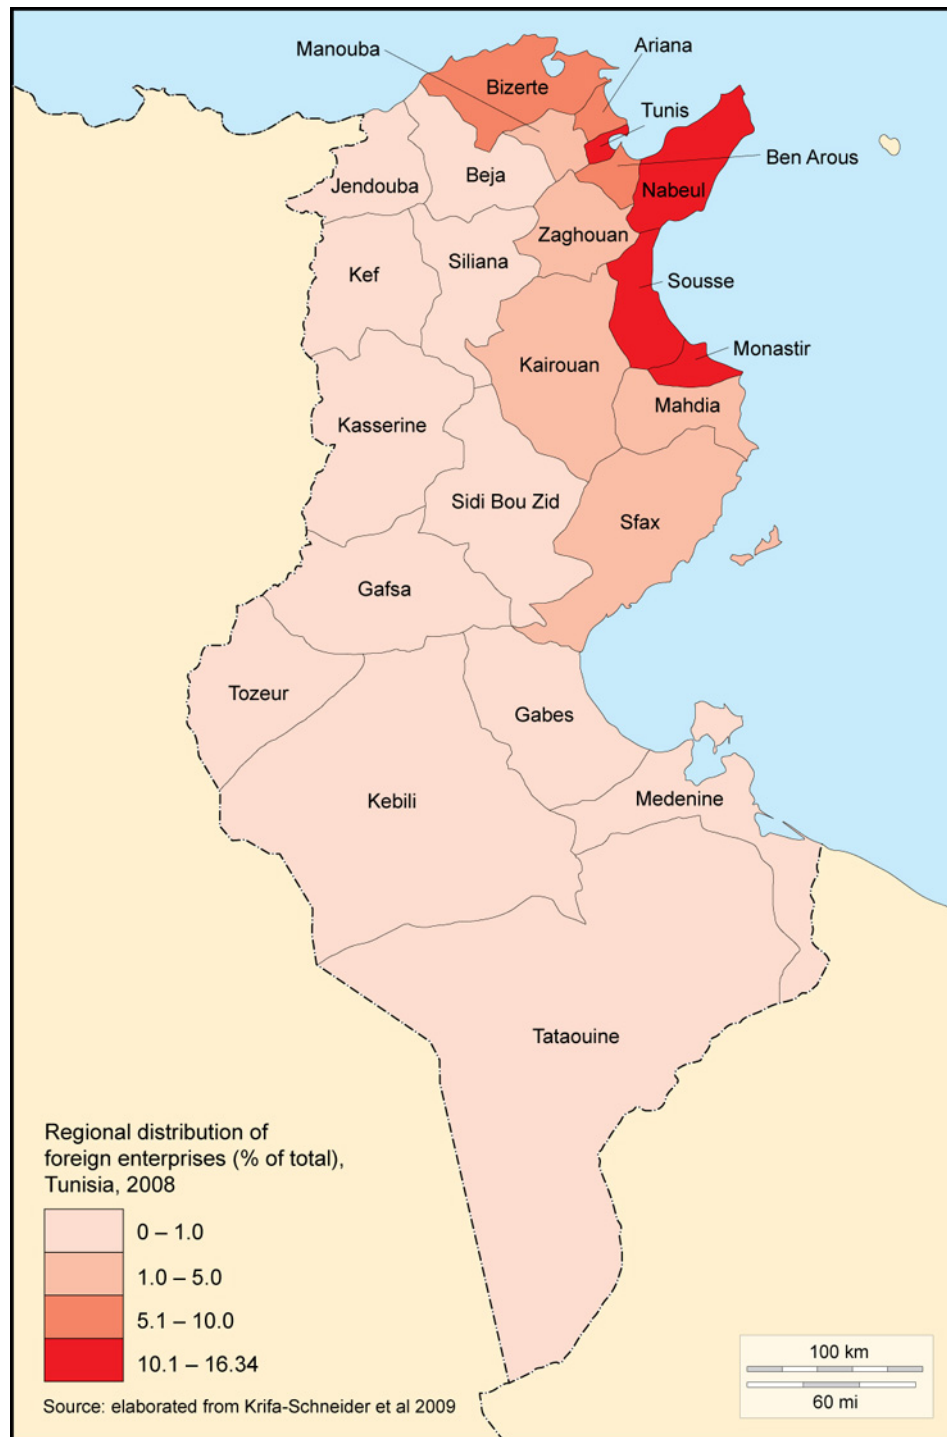 Manouba
Ariana
Bizerte
Tunis
Ben Arous
Jendouba
Beja
Nabeul
Zaghouan
Kef
Siliana
Sousse
Monastir
Kairouan
Mahdia
Kasserine
Sidi Bou Zid
Sfax
Gafsa
Tozeur
Gabes
Kebili
Medenine
Tataouine
Regional distribution of
foreign enterprises (% of total),
Tunisia, 2008
0 – 1.0
1.0 – 5.0
5.1 – 10.0
10.1 – 16.34
Source: elaborated from Krifa-Schneider et al 2009
100 km
60 mi